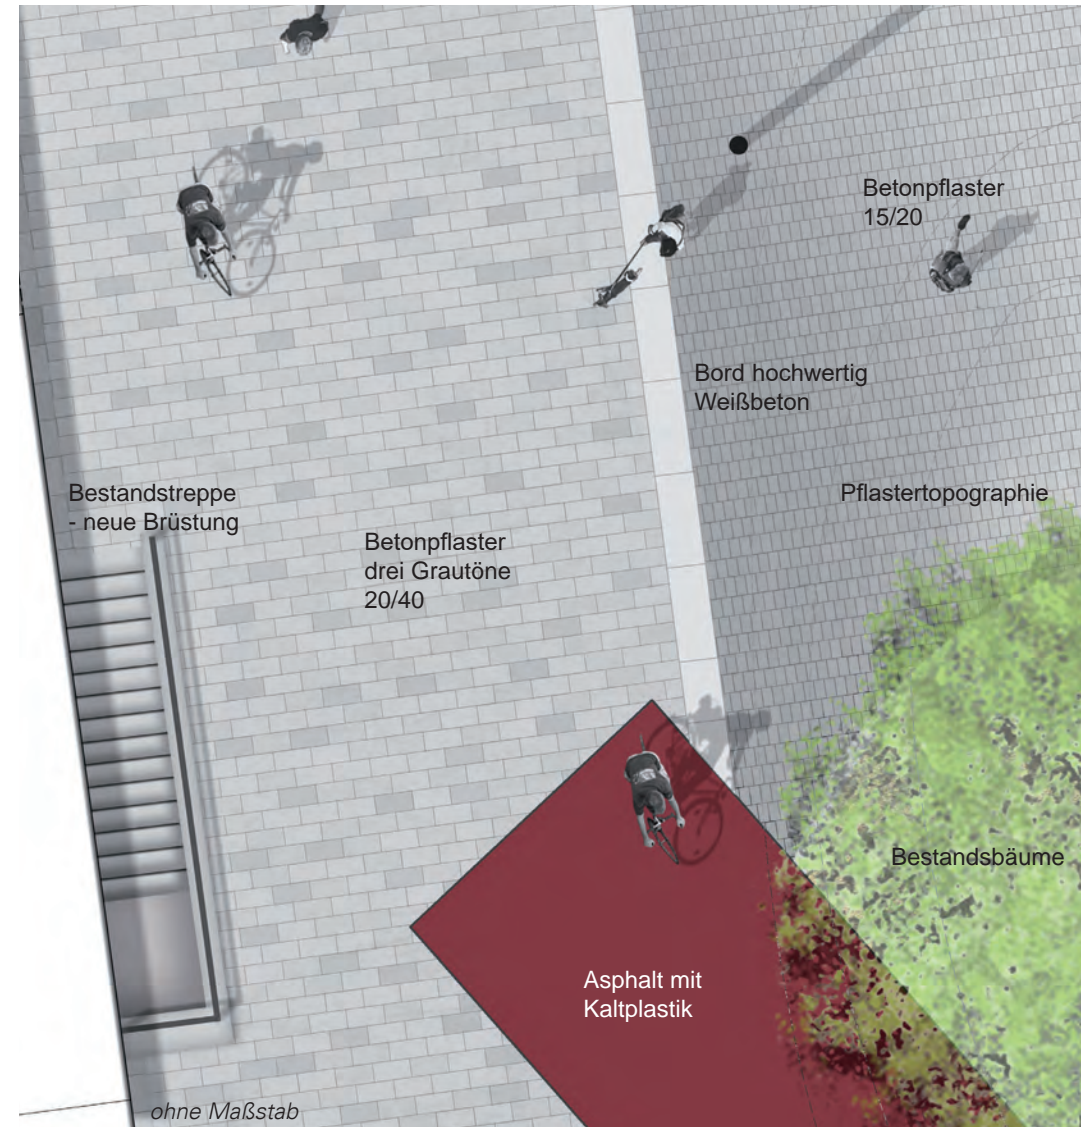 Betonpflaster
15/20
Bord hochwertig
Weißbeton
Bestandstreppe
- neue Brüstung
Pflastertopographie
Betonpflaster
drei Grautöne
20/40
Bestandsbäume
Asphalt mit
Kaltplastik
ohne Maßstab